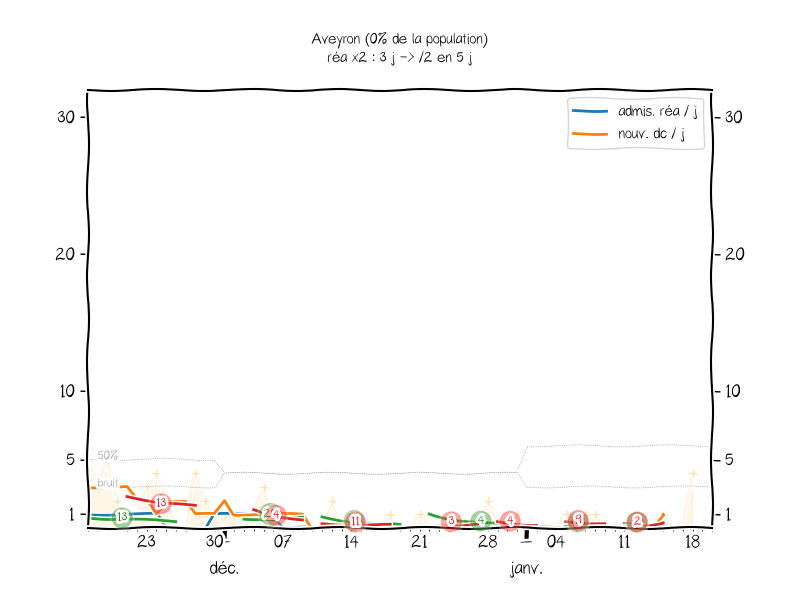 Aveyron (0% de la population)
réa x2 : 3 j -> /2 en 5 j
admis. réa / j
nouv. dc / j
30 30
20 20
10 10
5 5
1 1
50%
bruit
13 13 2 4 11 3 4 4 9 2
23 30 07 14 21 28 04 11 18
déc. janv.